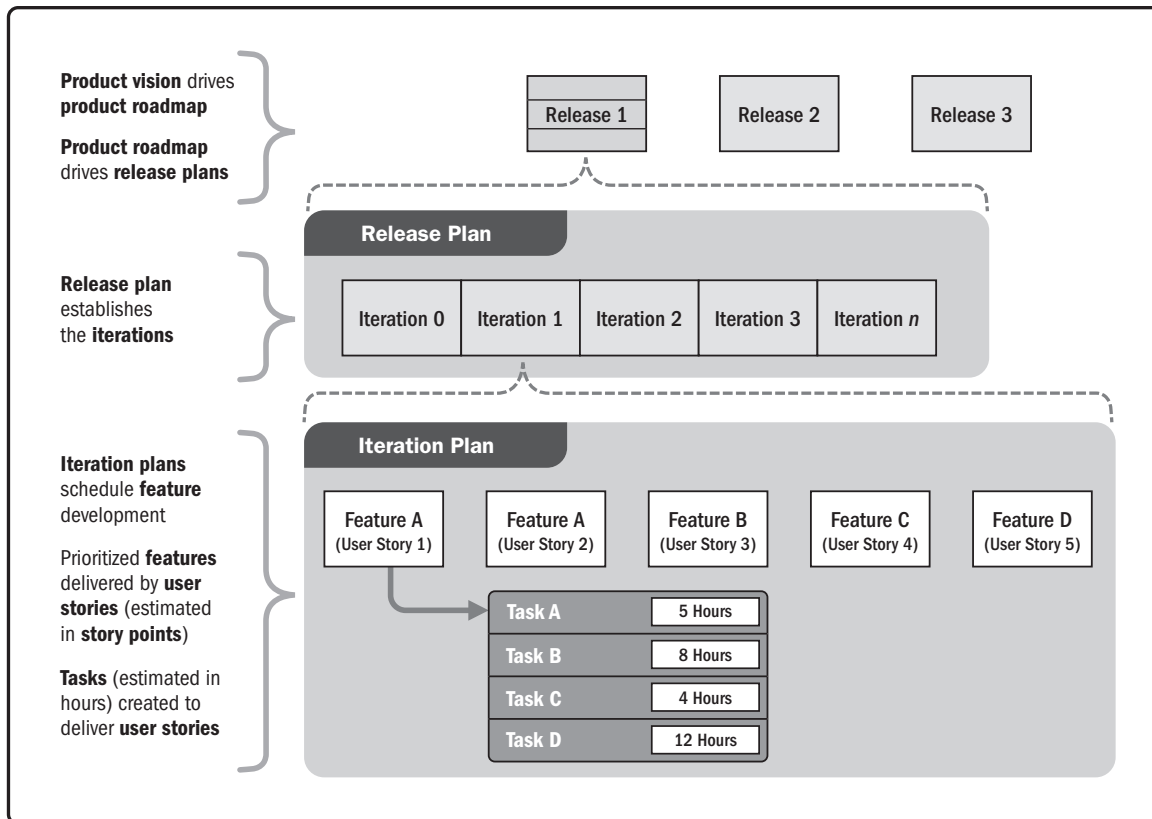 Product vision drives
product roadmap
Product roadmap
drives release plans
Release 1
Release 2
Release 3
Release Plan
Release plan
establishes
the iterations
Iteration 0
Iteration 1
Iteration 2
Iteration 3
Iteration n
Iteration Plan
Iteration plans
schedule feature
development
Prioritized features
delivered by user
stories (estimated
in story points)
Tasks (estimated in
hours) created to
deliver user stories
Feature A
(User Story 1)
Feature A
(User Story 2)
Feature B
(User Story 3)
Feature C
(User Story 4)
Feature D
(User Story 5)
Task A
5 Hours
Task B
8 Hours
Task C
4 Hours
Task D
12 Hours